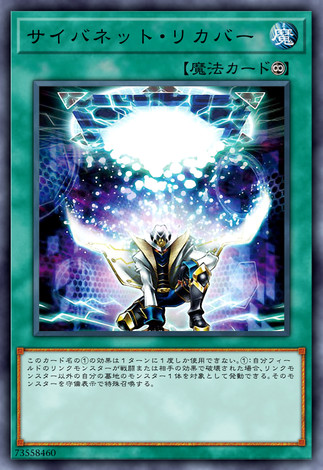 サイバネット・リカバー
魔
【魔法カード♾】
このカード名の①の効果は1ターンに1度しか使用できない。①:自分フィー
ルドのリンクモンスターが戦闘または相手の効果で破壊された場合、リンクモ
ンスター以外の自分の墓地のモンスター1体を対象として発動できる。そのモ
ンスターを守備表示で特殊召喚する。
73558460